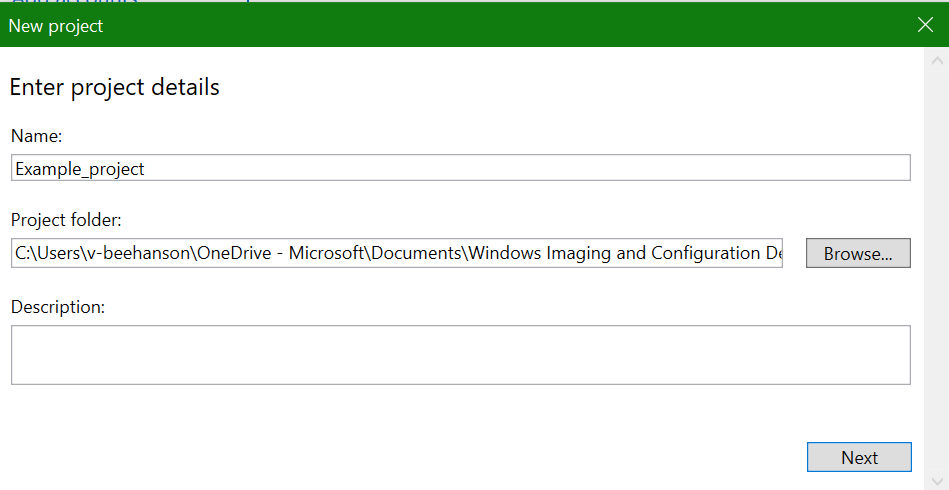 New project
Enter project details
Name:
Example_project
Project folder:
C:\Users\v-beehanson\OneDrive - Microsoft\Documents\Windows Imaging and Configuration De
Browse...
Description:
Next